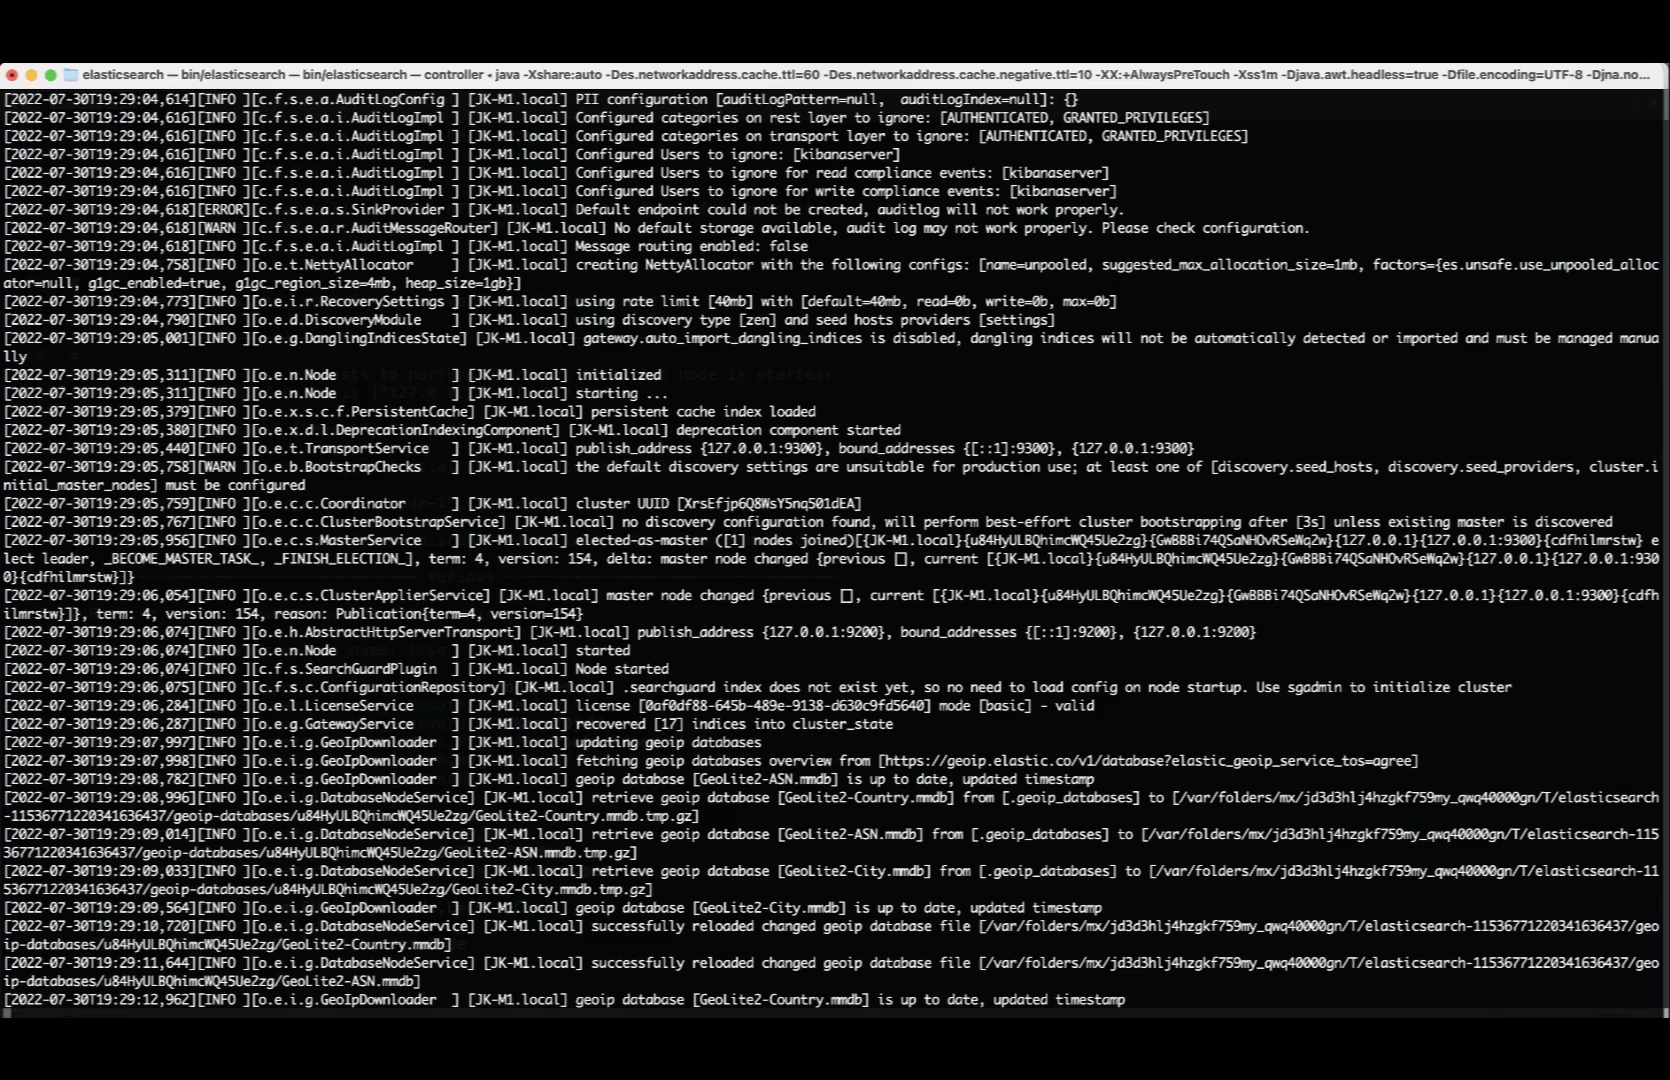 elasticsearch — bin/elasticsearch — bin/elasticsearch — controller ◂ java -Xshare:auto -Des.networkaddress.cache.ttl=60 -Des.networkaddress.cache.negative.ttl=10 -XX:+AlwaysPreTouch -Xss1m -Djava.awt.headless=true -Dfile.encoding=UTF-8 -Djna.no...
[2022-07-30T19:29:04,614][INFO ][c.f.s.e.a.AuditLogConfig ] [JK-M1.local] PII configuration [auditLogPattern=null,  auditLogIndex=null]: {}
[2022-07-30T19:29:04,616][INFO ][c.f.s.e.a.i.AuditLogImpl ] [JK-M1.local] Configured categories on rest layer to ignore: [AUTHENTICATED, GRANTED_PRIVILEGES]
[2022-07-30T19:29:04,616][INFO ][c.f.s.e.a.i.AuditLogImpl ] [JK-M1.local] Configured categories on transport layer to ignore: [AUTHENTICATED, GRANTED_PRIVILEGES]
[2022-07-30T19:29:04,616][INFO ][c.f.s.e.a.i.AuditLogImpl ] [JK-M1.local] Configured Users to ignore: [kibanaserver]
[2022-07-30T19:29:04,616][INFO ][c.f.s.e.a.i.AuditLogImpl ] [JK-M1.local] Configured Users to ignore for read compliance events: [kibanaserver]
[2022-07-30T19:29:04,616][INFO ][c.f.s.e.a.i.AuditLogImpl ] [JK-M1.local] Configured Users to ignore for write compliance events: [kibanaserver]
[2022-07-30T19:29:04,618][ERROR][c.f.s.e.a.s.SinkProvider ] [JK-M1.local] Default endpoint could not be created, auditlog will not work properly.
[2022-07-30T19:29:04,618][WARN ][c.f.s.e.a.r.AuditMessageRouter] [JK-M1.local] No default storage available, audit log may not work properly. Please check configuration.
[2022-07-30T19:29:04,618][INFO ][c.f.s.e.a.i.AuditLogImpl ] [JK-M1.local] Message routing enabled: false
[2022-07-30T19:29:04,758][INFO ][o.e.t.NettyAllocator     ] [JK-M1.local] creating NettyAllocator with the following configs: [name=unpooled, suggested_max_allocation_size=1mb, factors={es.unsafe.use_unpooled_alloc
ator=null, g1gc_enabled=true, g1gc_region_size=4mb, heap_size=1gb}]
[2022-07-30T19:29:04,773][INFO ][o.e.i.r.RecoverySettings ] [JK-M1.local] using rate limit [40mb] with [default=40mb, read=0b, write=0b, max=0b]
[2022-07-30T19:29:04,790][INFO ][o.e.d.DiscoveryModule    ] [JK-M1.local] using discovery type [zen] and seed hosts providers [settings]
[2022-07-30T19:29:05,001][INFO ][o.e.g.DanglingIndicesState] [JK-M1.local] gateway.auto_import_dangling_indices is disabled, dangling indices will not be automatically detected or imported and must be managed manua
lly
[2022-07-30T19:29:05,311][INFO ][o.e.n.Node               ] [JK-M1.local] initialized
[2022-07-30T19:29:05,311][INFO ][o.e.n.Node               ] [JK-M1.local] starting ...
[2022-07-30T19:29:05,379][INFO ][o.e.x.s.c.f.PersistentCache] [JK-M1.local] persistent cache index loaded
[2022-07-30T19:29:05,380][INFO ][o.e.x.d.l.DeprecationIndexingComponent] [JK-M1.local] deprecation component started
[2022-07-30T19:29:05,440][INFO ][o.e.t.TransportService   ] [JK-M1.local] publish_address {127.0.0.1:9300}, bound_addresses {[::1]:9300}, {127.0.0.1:9300}
[2022-07-30T19:29:05,758][WARN ][o.e.b.BootstrapChecks    ] [JK-M1.local] the default discovery settings are unsuitable for production use; at least one of [discovery.seed_hosts, discovery.seed_providers, cluster.i
nitial_master_nodes] must be configured
[2022-07-30T19:29:05,759][INFO ][o.e.c.c.Coordinator      ] [JK-M1.local] cluster UUID [XrsEfjp6Q8WsY5nq501dEA]
[2022-07-30T19:29:05,767][INFO ][o.e.c.c.ClusterBootstrapService] [JK-M1.local] no discovery configuration found, will perform best-effort cluster bootstrapping after [3s] unless existing master is discovered
[2022-07-30T19:29:05,956][INFO ][o.e.c.s.MasterService    ] [JK-M1.local] elected-as-master ([1] nodes joined)[{JK-M1.local}{u84HyULBQhimcWQ45Ue2zg}{GwBBBi74QSaNHOvRSeWq2w}{127.0.0.1}{127.0.0.1:9300}{cdfhilmrstw} e
lect leader, _BECOME_MASTER_TASK_, _FINISH_ELECTION_], term: 4, version: 154, delta: master node changed {previous [], current [{JK-M1.local}{u84HyULBQhimcWQ45Ue2zg}{GwBBBi74QSaNHOvRSeWq2w}{127.0.0.1}{127.0.0.1:930
0}{cdfhilmrstw}]}
[2022-07-30T19:29:06,054][INFO ][o.e.c.s.ClusterApplierService] [JK-M1.local] master node changed {previous [], current [{JK-M1.local}{u84HyULBQhimcWQ45Ue2zg}{GwBBBi74QSaNHOvRSeWq2w}{127.0.0.1}{127.0.0.1:9300}{cdfh
ilmrstw}]}, term: 4, version: 154, reason: Publication{term=4, version=154}
[2022-07-30T19:29:06,074][INFO ][o.e.h.AbstractHttpServerTransport] [JK-M1.local] publish_address {127.0.0.1:9200}, bound_addresses {[::1]:9200}, {127.0.0.1:9200}
[2022-07-30T19:29:06,074][INFO ][o.e.n.Node               ] [JK-M1.local] started
[2022-07-30T19:29:06,074][INFO ][c.f.s.SearchGuardPlugin  ] [JK-M1.local] Node started
[2022-07-30T19:29:06,075][INFO ][c.f.s.c.ConfigurationRepository] [JK-M1.local] .searchguard index does not exist yet, so no need to load config on node startup. Use sgadmin to initialize cluster
[2022-07-30T19:29:06,284][INFO ][o.e.l.LicenseService     ] [JK-M1.local] license [0af0df88-645b-489e-9138-d630c9fd5640] mode [basic] - valid
[2022-07-30T19:29:06,287][INFO ][o.e.g.GatewayService     ] [JK-M1.local] recovered [17] indices into cluster_state
[2022-07-30T19:29:07,997][INFO ][o.e.i.g.GeoIpDownloader  ] [JK-M1.local] updating geoip databases
[2022-07-30T19:29:07,998][INFO ][o.e.i.g.GeoIpDownloader  ] [JK-M1.local] fetching geoip databases overview from [https://geoip.elastic.co/v1/database?elastic_geoip_service_tos=agree]
[2022-07-30T19:29:08,782][INFO ][o.e.i.g.GeoIpDownloader  ] [JK-M1.local] geoip database [GeoLite2-ASN.mmdb] is up to date, updated timestamp
[2022-07-30T19:29:08,996][INFO ][o.e.i.g.DatabaseNodeService] [JK-M1.local] retrieve geoip database [GeoLite2-Country.mmdb] from [.geoip_databases] to [/var/folders/mx/jd3d3hlj4hzgkf759my_qwq40000gn/T/elasticsearch
-11536771220341636437/geoip-databases/u84HyULBQhimcWQ45Ue2zg/GeoLite2-Country.mmdb.tmp.gz]
[2022-07-30T19:29:09,014][INFO ][o.e.i.g.DatabaseNodeService] [JK-M1.local] retrieve geoip database [GeoLite2-ASN.mmdb] from [.geoip_databases] to [/var/folders/mx/jd3d3hlj4hzgkf759my_qwq40000gn/T/elasticsearch-115
36771220341636437/geoip-databases/u84HyULBQhimcWQ45Ue2zg/GeoLite2-ASN.mmdb.tmp.gz]
[2022-07-30T19:29:09,033][INFO ][o.e.i.g.DatabaseNodeService] [JK-M1.local] retrieve geoip database [GeoLite2-City.mmdb] from [.geoip_databases] to [/var/folders/mx/jd3d3hlj4hzgkf759my_qwq40000gn/T/elasticsearch-11
536771220341636437/geoip-databases/u84HyULBQhimcWQ45Ue2zg/GeoLite2-City.mmdb.tmp.gz]
[2022-07-30T19:29:09,564][INFO ][o.e.i.g.GeoIpDownloader  ] [JK-M1.local] geoip database [GeoLite2-City.mmdb] is up to date, updated timestamp
[2022-07-30T19:29:10,720][INFO ][o.e.i.g.DatabaseNodeService] [JK-M1.local] successfully reloaded changed geoip database file [/var/folders/mx/jd3d3hlj4hzgkf759my_qwq40000gn/T/elasticsearch-11536771220341636437/geo
ip-databases/u84HyULBQhimcWQ45Ue2zg/GeoLite2-Country.mmdb]
[2022-07-30T19:29:11,644][INFO ][o.e.i.g.DatabaseNodeService] [JK-M1.local] successfully reloaded changed geoip database file [/var/folders/mx/jd3d3hlj4hzgkf759my_qwq40000gn/T/elasticsearch-11536771220341636437/geo
ip-databases/u84HyULBQhimcWQ45Ue2zg/GeoLite2-ASN.mmdb]
[2022-07-30T19:29:12,962][INFO ][o.e.i.g.GeoIpDownloader  ] [JK-M1.local] geoip database [GeoLite2-Country.mmdb] is up to date, updated timestamp